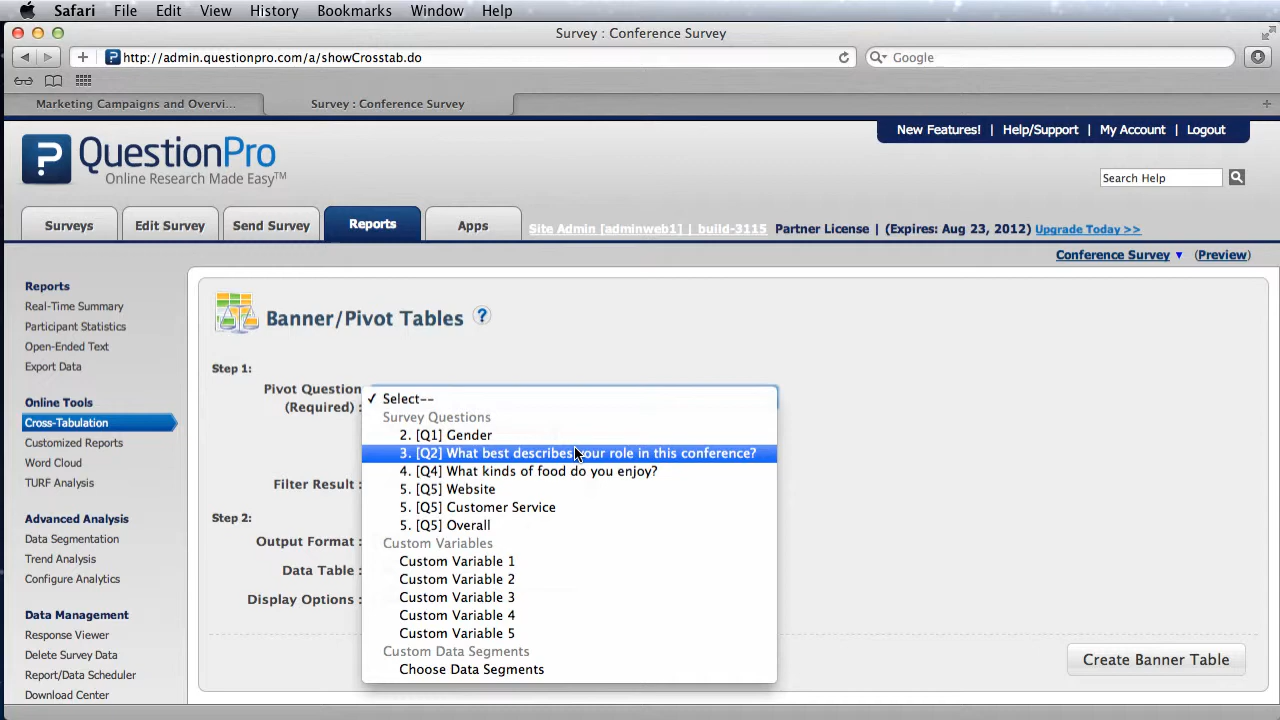 Safari File Edit View History Bookmarks Window Help
Survey : Conference Survey
http://admin.questionpro.com/a/showCrosstab.do
Google
Marketing Campaigns and Overvi...
Survey : Conference Survey
New Features! | Help/Support | My Account | Logout
QuestionPro
Online Research Made Easy™
Search Help
Surveys
Edit Survey
Send Survey
Reports
Apps
Site Admin [adminweb1] | build-3115 Partner License | (Expires: Aug 23, 2012) Upgrade Today >>
Conference Survey ▼ (Preview)
Reports
Real-Time Summary
Participant Statistics
Open-Ended Text
Export Data
Online Tools
Cross-Tabulation
Customized Reports
Word Cloud
TURF Analysis
Advanced Analysis
Data Segmentation
Trend Analysis
Configure Analytics
Data Management
Response Viewer
Delete Survey Data
Report/Data Scheduler
Download Center
Banner/Pivot Tables ?
Step 1:
Pivot Question
(Required) :
Filter Result :
Step 2:
Output Format :
Data Table :
Display Options :
✓ Select--
Survey Questions
2. [Q1] Gender
3. [Q2] What best describes your role in this conference?
4. [Q4] What kinds of food do you enjoy?
5. [Q5] Website
5. [Q5] Customer Service
5. [Q5] Overall
Custom Variables
Custom Variable 1
Custom Variable 2
Custom Variable 3
Custom Variable 4
Custom Variable 5
Custom Data Segments
Choose Data Segments
Create Banner Table